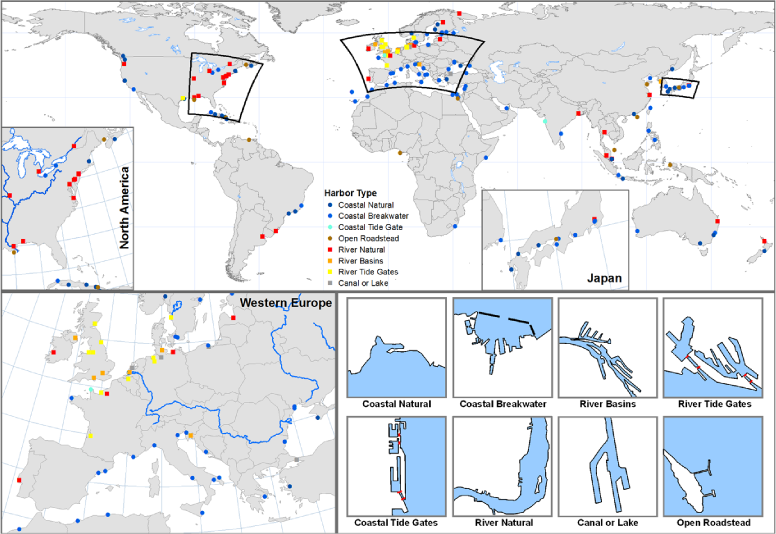 Harbor Type
Coastal Natural
Coastal Breakwater
Coastal Tide Gate
Open Roadstead
River Natural
River Basins
River Tide Gates
Canal or Lake
North America
Japan
Western Europe
Coastal Natural
Coastal Breakwater
River Basins
River Tide Gates
Coastal Tide Gates
River Natural
Canal or Lake
Open Roadstead